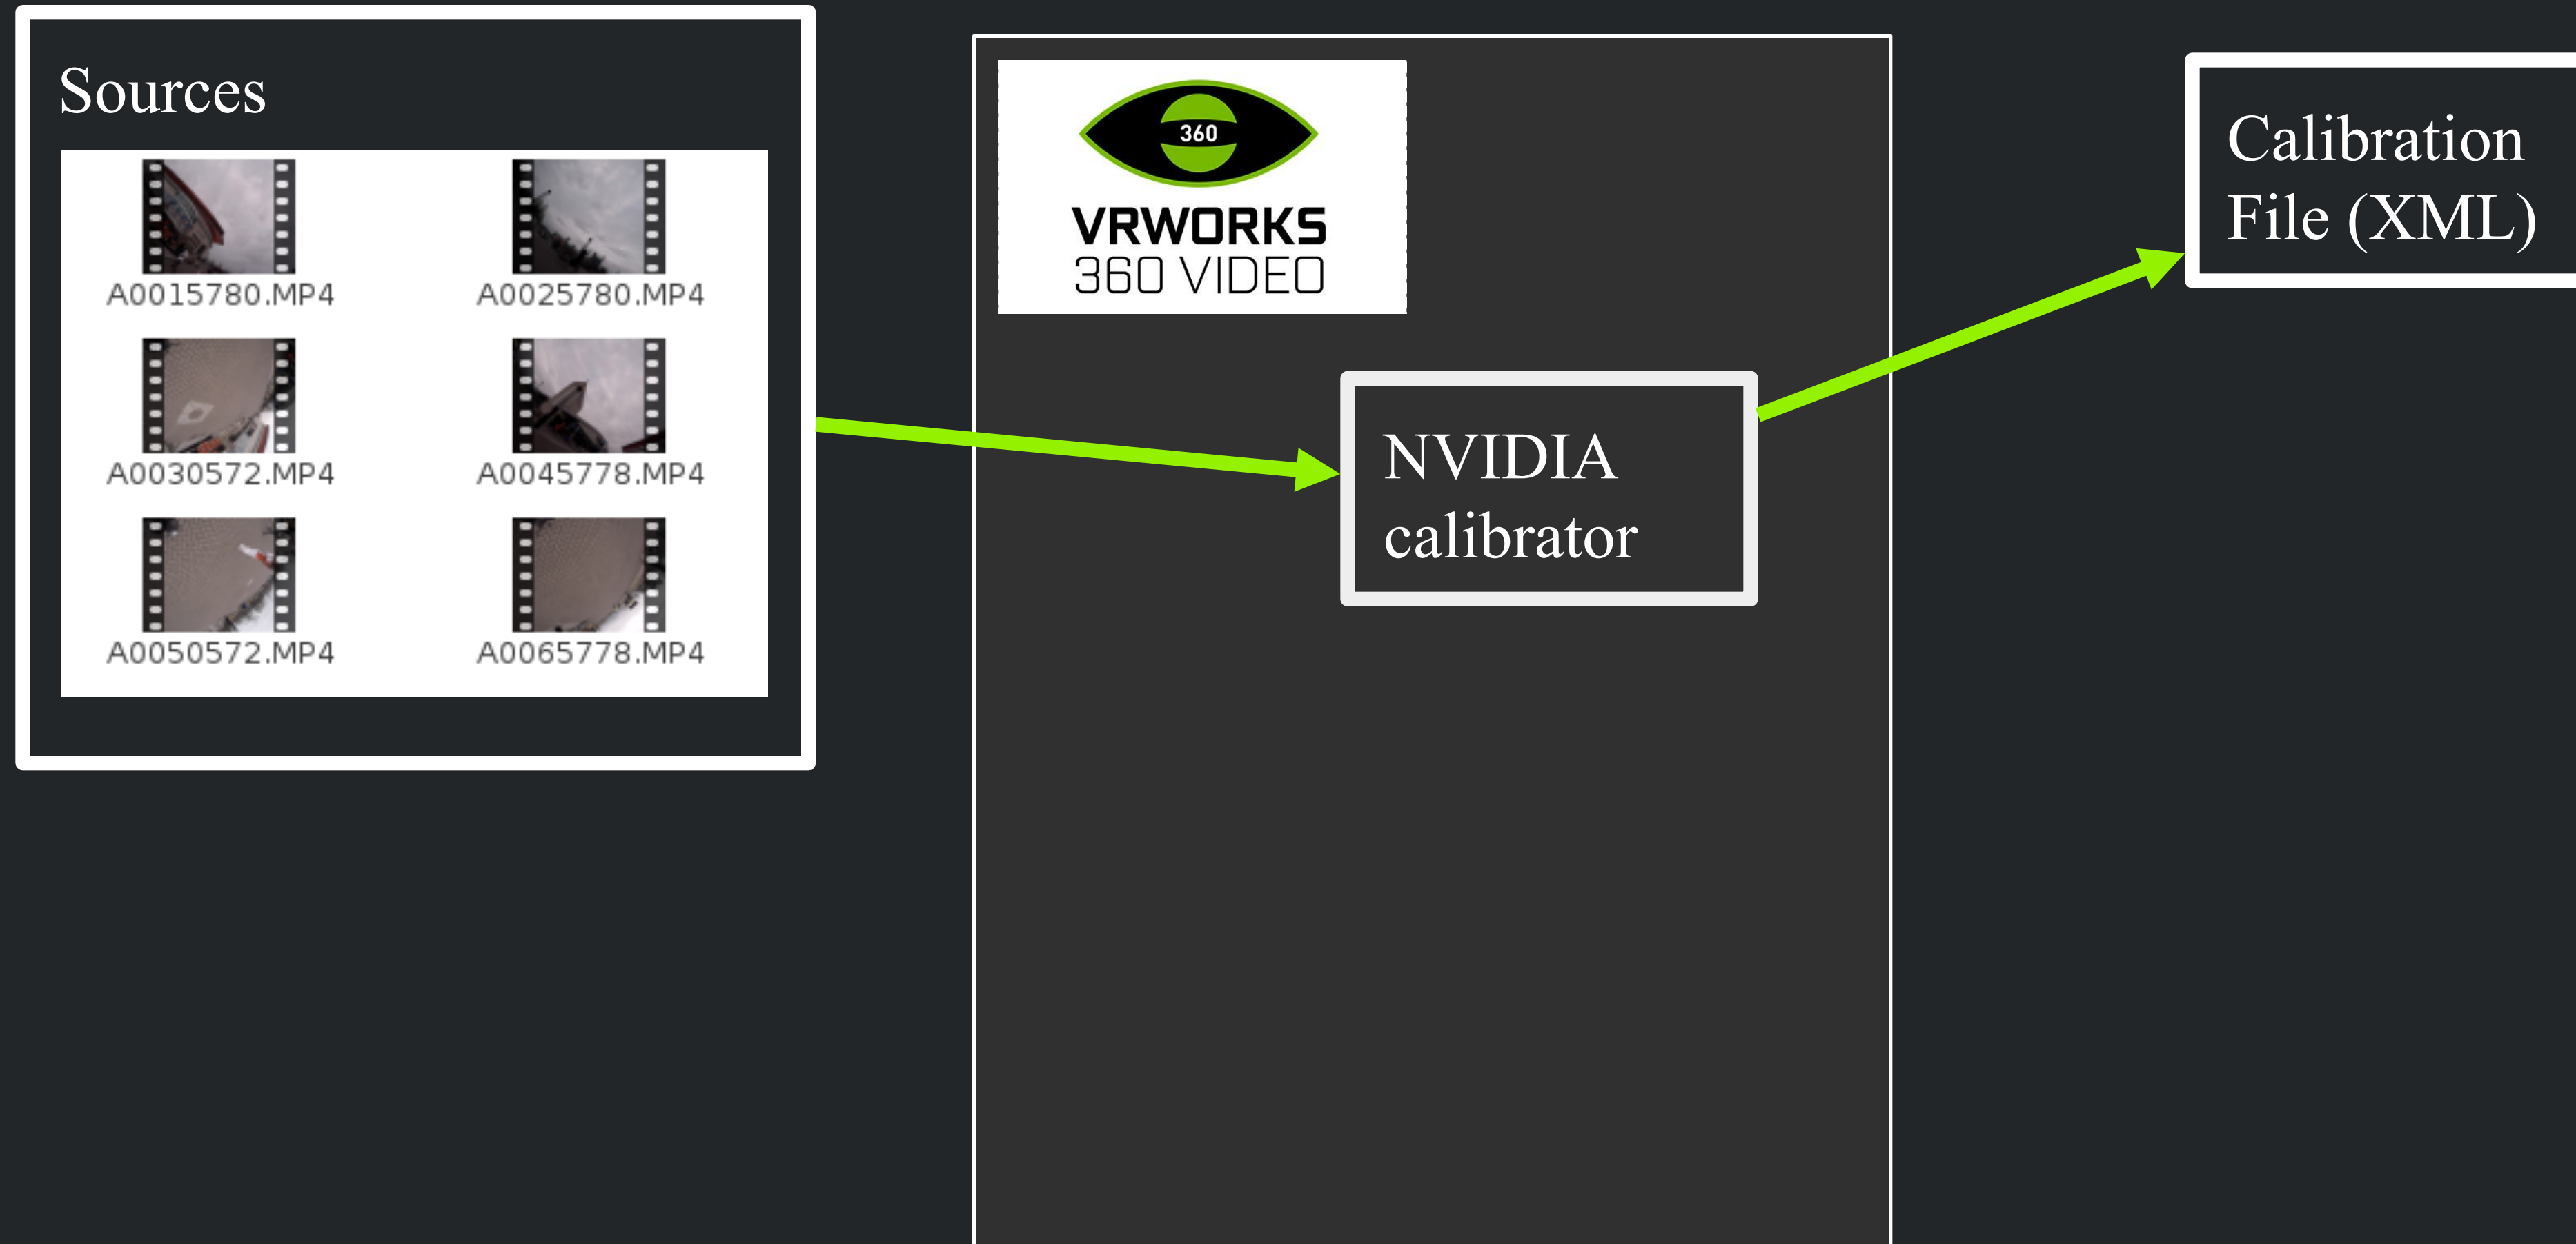 Sources
A0015780.MP4
A0025780.MP4
A0030572.MP4
A0045778.MP4
A0050572.MP4
A0065778.MP4
360
VRWORKS
360 VIDEO
NVIDIA
calibrator
Calibration
File (XML)